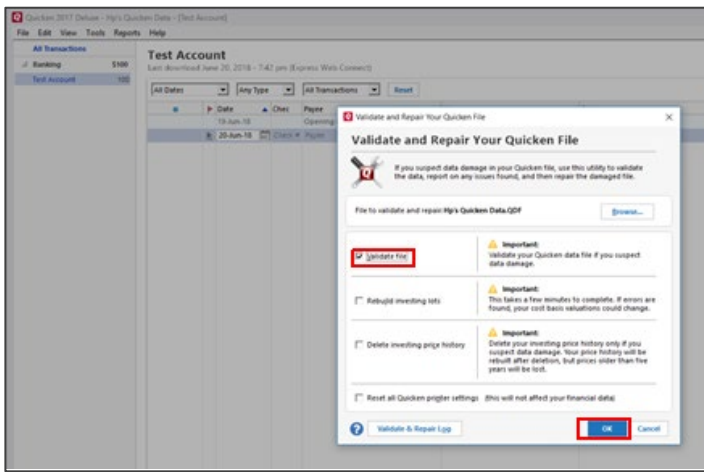 Quicken 2017 Deluxe - Hp's Quicken Data - [Test Account]
File Edit View Tools Reports Help
All Transactions
Banking $100
Test Account 100
Test Account
Last download June 20, 2018 - 7:42 pm (Express Web Connect)
All Dates Any Type All Transactions Reset
Date Chec Payee
19-Jun-18 Opening
20-Jun-18 Check # Payee
Validate and Repair Your Quicken File
Validate and Repair Your Quicken File
If you suspect data damage in your Quicken file, use this utility to validate
the data, report on any issues found, and then repair the damaged file.
File to validate and repair:Hp's Quicken Data.QDF
Browse...
Validate file
Important:
Validate your Quicken data file if you suspect
data damage.
Rebuild investing lots
Important:
This takes a few minutes to complete. If errors are
found, your cost basis valuations could change.
Delete investing price history
Important:
Delete your investing price history only if you
suspect data damage. Your price history will be
rebuilt after deletion, but prices older than five
years will be lost.
Reset all Quicken printer settings (this will not affect your financial data)
? Validate & Repair Log OK Cancel